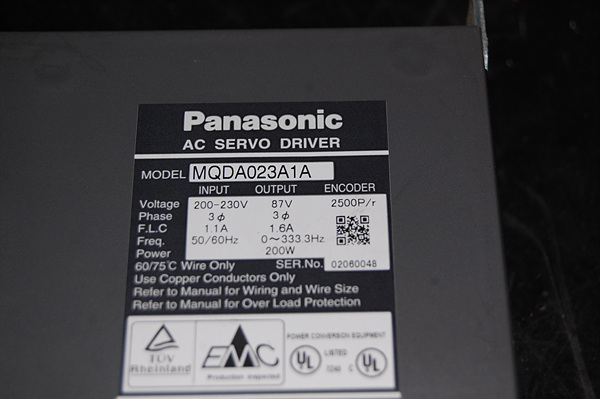 Panasonic
AC SERVO DRIVER
MODEL MQDA023A1A
INPUT OUTPUT ENCODER
Voltage 200-230V 87V 2500P/r
Phase 3ϕ 3ϕ
F.L.C 1.1A 1.6A
Freq. 50/60Hz 0~333.3Hz
Power 200W
60/75℃ Wire Only SER.No. 02060048
Use Copper Conductors Only
Refer to Manual for Wiring and Wire Size
Refer to Manual for Over Load Protection
TÜV
Rheinland
EMC
Production Inspected
POWER CONVERSION EQUIPMENT
UL LISTED UL